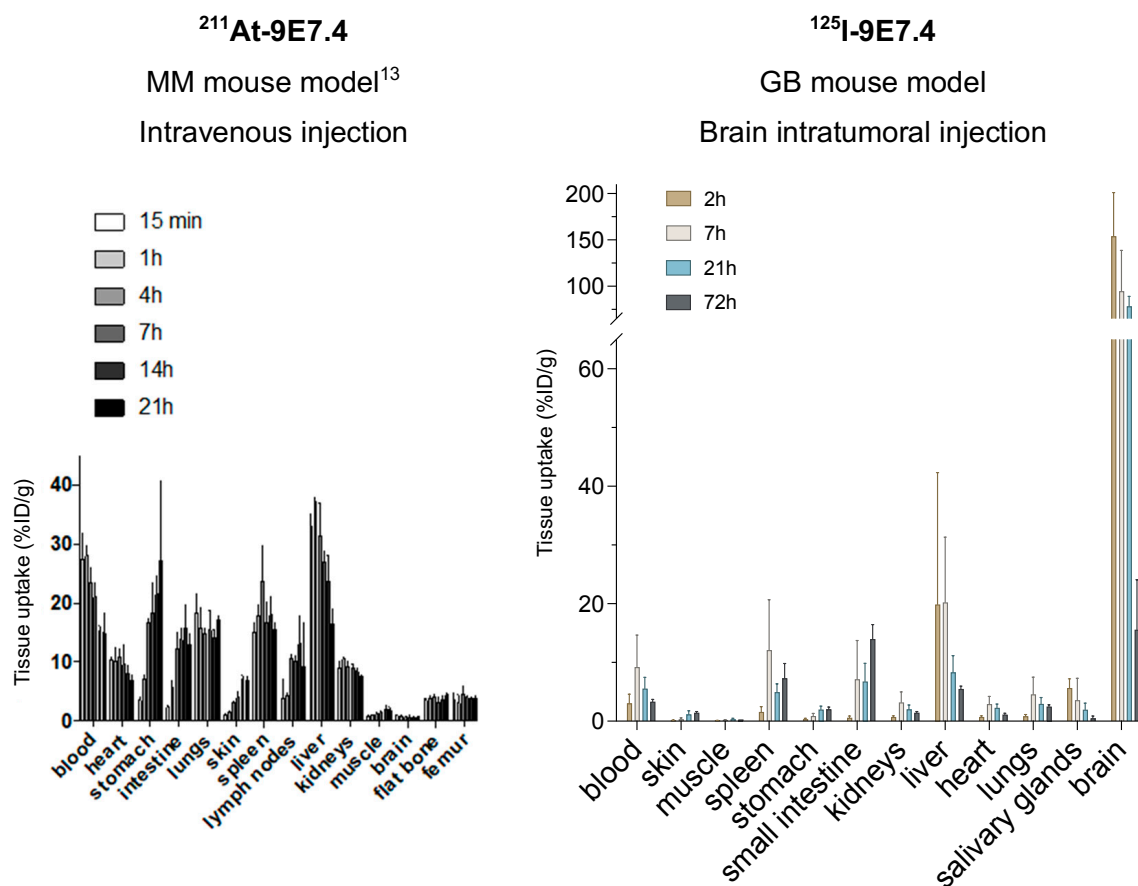 ²¹¹At-9E7.4
MM mouse model¹³
Intravenous injection
15 min
1h
4h
7h
14h
21h
Tissue uptake (%ID/g)
40
30
20
10
0
blood
heart
stomach
intestine
lungs
skin
spleen
lymph nodes
liver
kidneys
muscle
brain
flat bone
femur
¹²⁵I-9E7.4
GB mouse model
Brain intratumoral injection
2h
7h
21h
72h
Tissue uptake (%ID/g)
200
150
100
60
40
20
0
blood
skin
muscle
spleen
stomach
small intestine
kidneys
liver
heart
lungs
salivary glands
brain